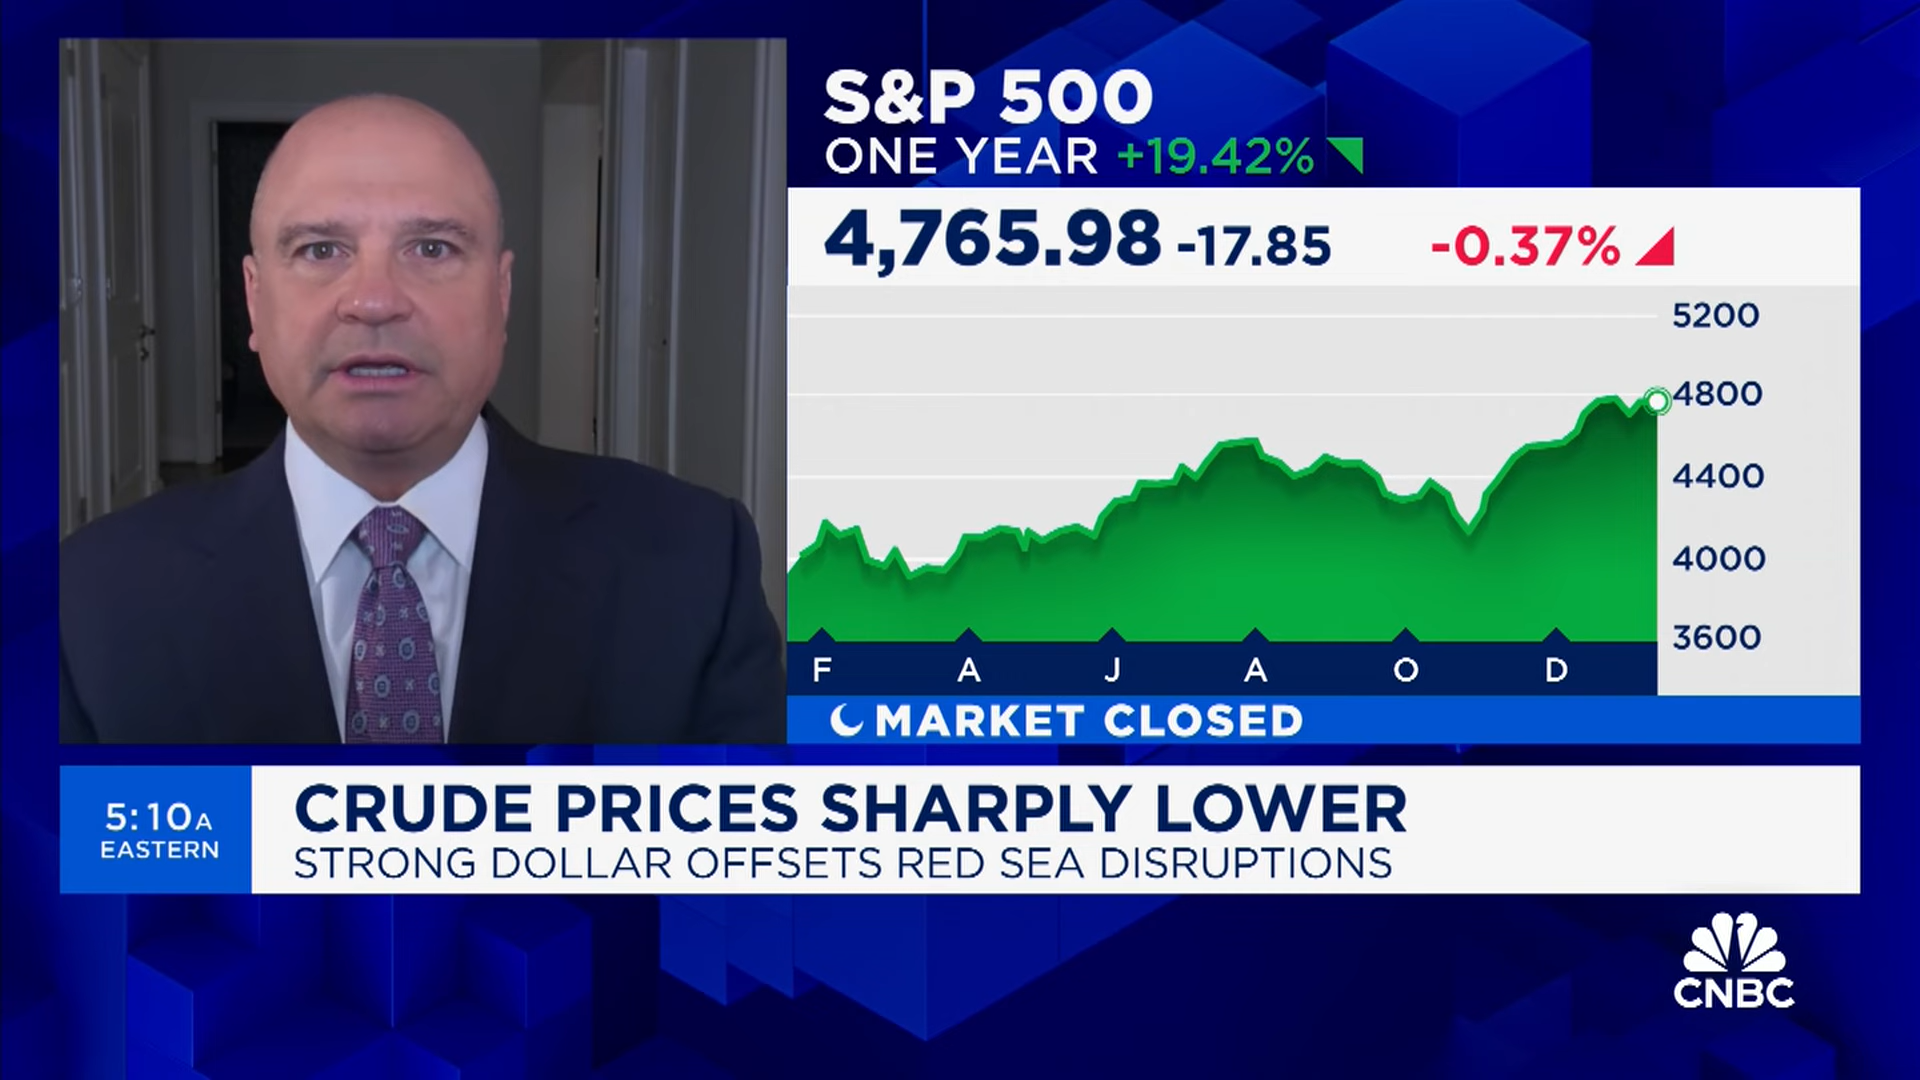 S&P 500
ONE YEAR +19.42%
4,765.98 -17.85 -0.37%
5200
4800
4400
4000
3600
F A J A O D
MARKET CLOSED
5:10A
EASTERN
CRUDE PRICES SHARPLY LOWER
STRONG DOLLAR OFFSETS RED SEA DISRUPTIONS
CNBC